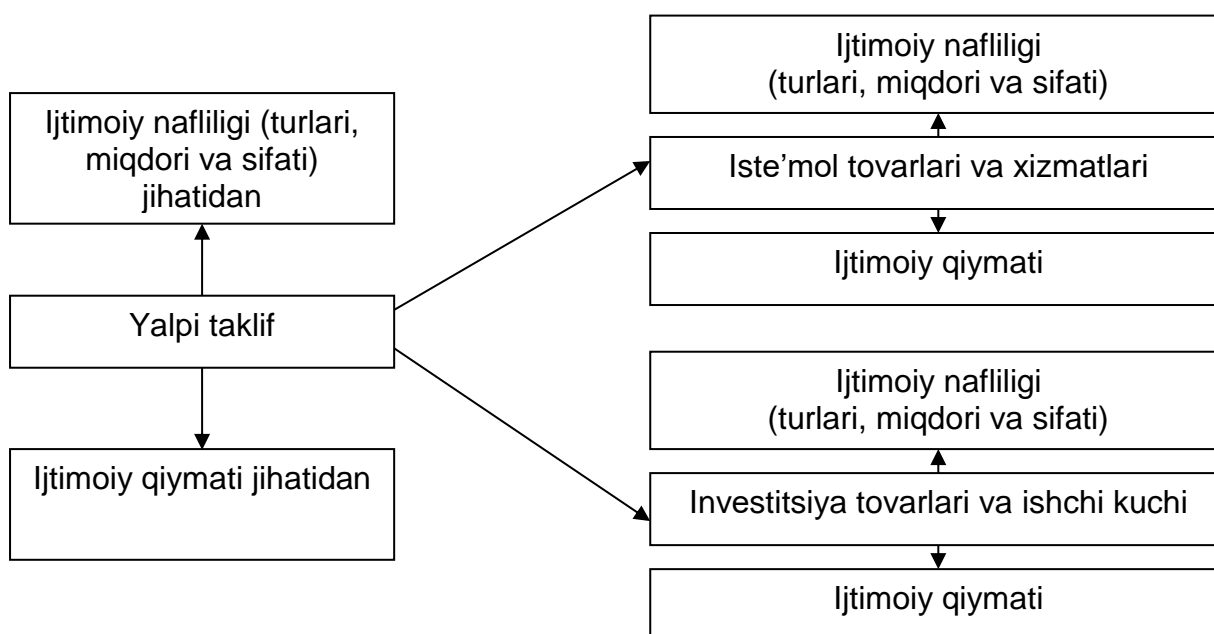 Ijtimoiy nafliligi (turlari,
miqdori va sifati)
jihatidan
Yalpi taklif
Ijtimoiy qiymati jihatidan
Ijtimoiy nafliligi
(turlari, miqdori va sifati)
Iste’mol tovarlari va xizmatlari
Ijtimoiy qiymati
Ijtimoiy nafliligi
(turlari, miqdori va sifati)
Investitsiya tovarlari va ishchi kuchi
Ijtimoiy qiymati